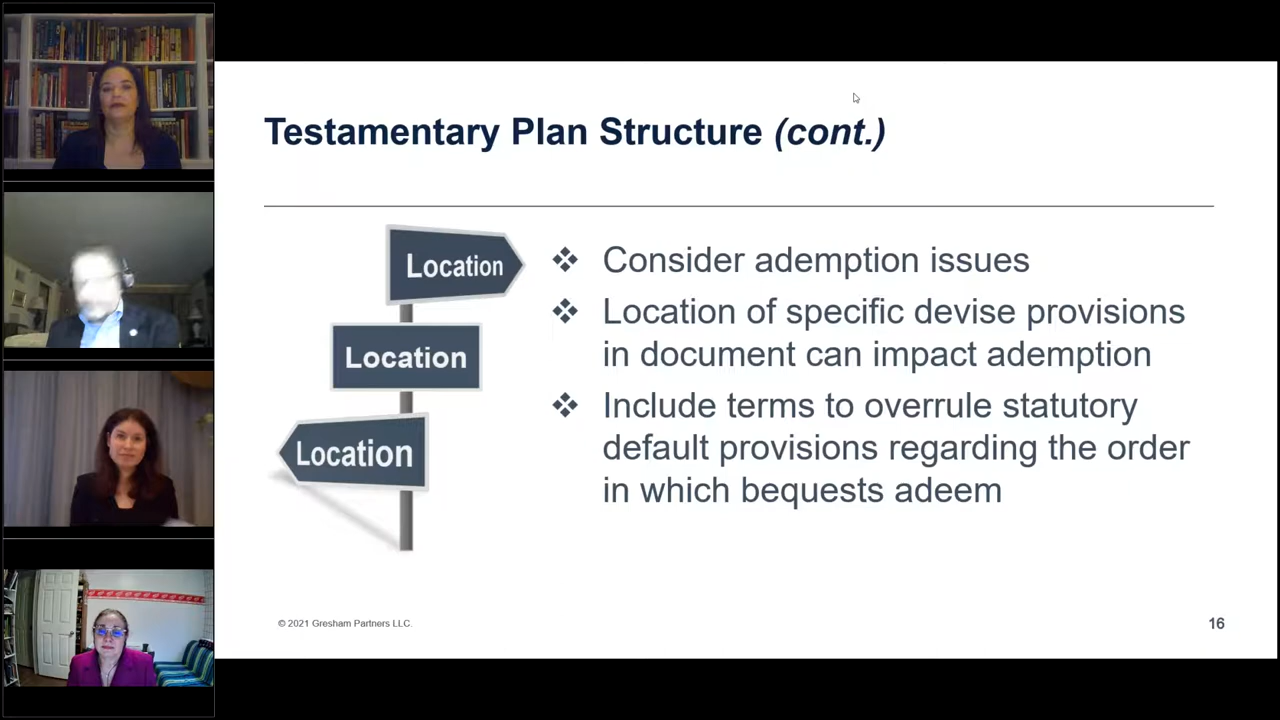 Testamentary Plan Structure (cont.)
Location
Location
Location
❖ Consider ademption issues
❖ Location of specific devise provisions
in document can impact ademption
❖ Include terms to overrule statutory
default provisions regarding the order
in which bequests adeem
© 2021 Gresham Partners LLC.
16